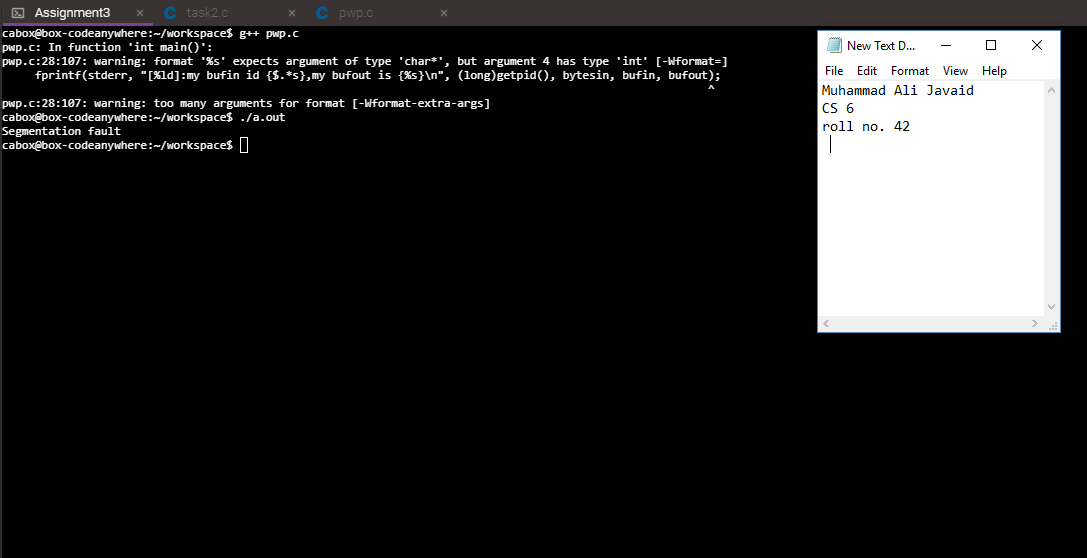 Assignment3 × task2.c × pwp.c ×
cabox@box-codeanywhere:~/workspace$ g++ pwp.c
pwp.c: In function 'int main()':
pwp.c:28:107: warning: format '%s' expects argument of type 'char*', but argument 4 has type 'int' [-Wformat=]
     fprintf(stderr, "[%ld]:my bufin id {$.*s},my bufout is {%s}\n", (long)getpid(), bytesin, bufin, bufout);
^
pwp.c:28:107: warning: too many arguments for format [-Wformat-extra-args]
cabox@box-codeanywhere:~/workspace$ ./a.out
Segmentation fault
cabox@box-codeanywhere:~/workspace$
New Text D...
File Edit Format View Help
Muhammad Ali Javaid
CS 6
roll no. 42